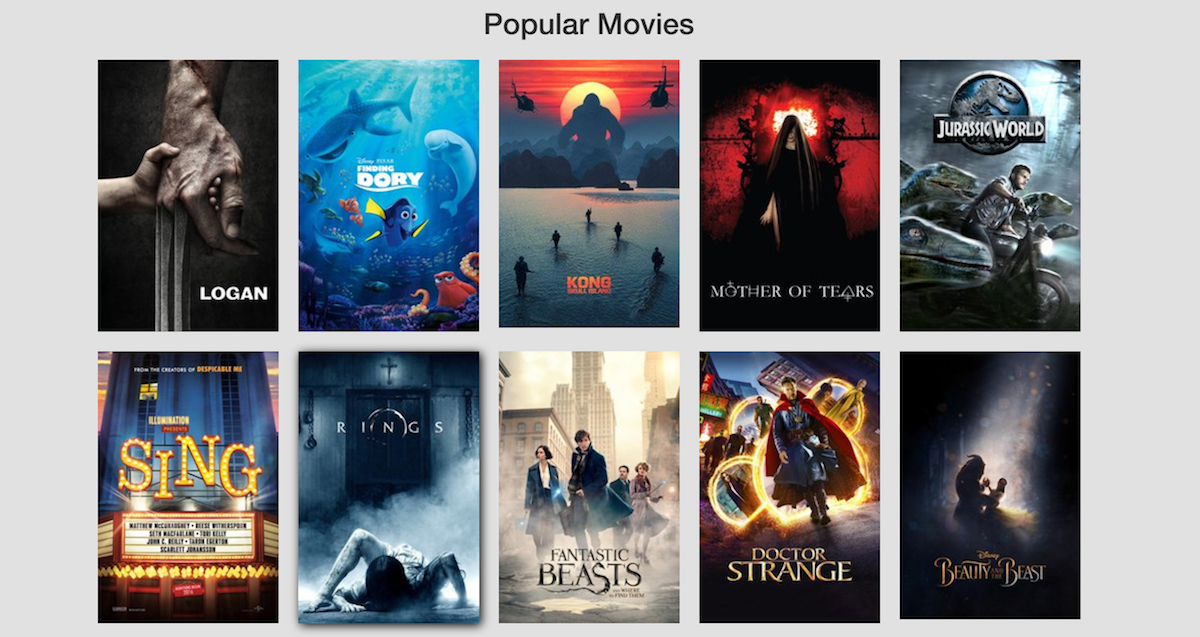 Popular Movies
LOGAN
Disney PIXAR
FINDING
DORY
KONG
SKULL ISLAND
MOTHER OF TEARS
JURASSIC WORLD
FROM THE CREATORS OF DESPICABLE ME
ILLUMINATION
PRESENTS
SING
MATTHEW McCONAUGHEY • REESE WITHERSPOON
SETH MACFARLANE • TORI KELLY
JOHN C. REILLY • TARON EGERTON
SCARLETT JOHANSSON
RINGS
FANTASTIC
BEASTS
AND WHERE
TO FIND THEM
DOCTOR
STRANGE
Disney
BEAUTY AND THE BEAST